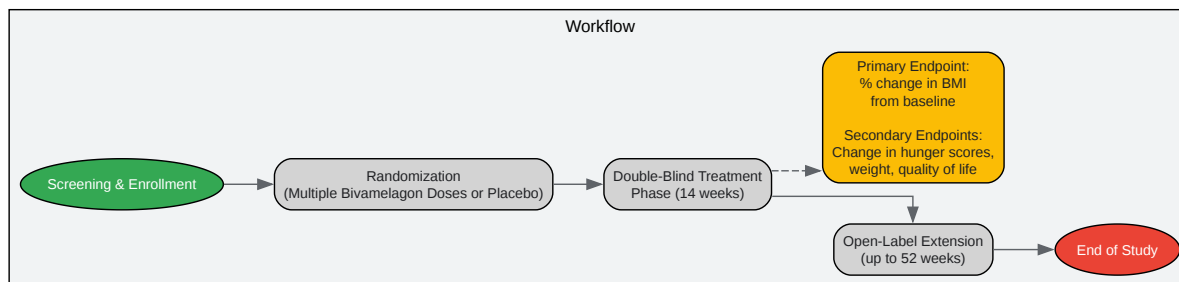 Workflow
Screening & Enrollment
Randomization
(Multiple Bivamelagon Doses or Placebo)
Double-Blind Treatment
Phase (14 weeks)
Primary Endpoint:
% change in BMI
from baseline
Secondary Endpoints:
Change in hunger scores,
weight, quality of life
Open-Label Extension
(up to 52 weeks)
End of Study